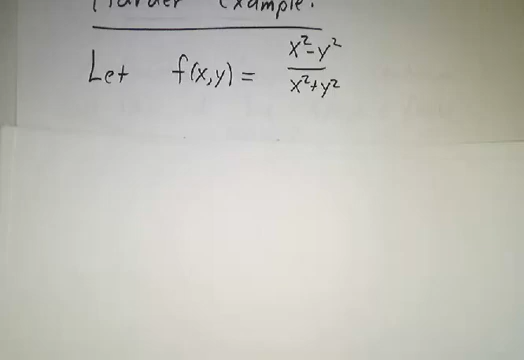 Harder Example:
Let f(x,y) = x²-y² / x²+y²